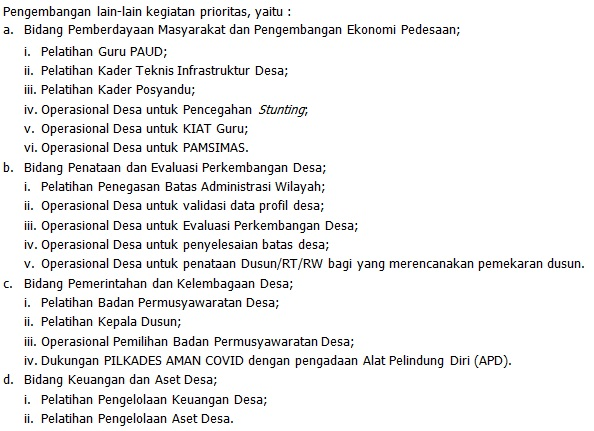 Pengembangan lain-lain kegiatan prioritas, yaitu :
a. Bidang Pemberdayaan Masyarakat dan Pengembangan Ekonomi Pedesaan;
i. Pelatihan Guru PAUD;
ii. Pelatihan Kader Teknis Infrastruktur Desa;
iii. Pelatihan Kader Posyandu;
iv. Operasional Desa untuk Pencegahan Stunting;
v. Operasional Desa untuk KIAT Guru;
vi. Operasional Desa untuk PAMSIMAS.
b. Bidang Penataan dan Evaluasi Perkembangan Desa;
i. Pelatihan Penegasan Batas Administrasi Wilayah;
ii. Operasional Desa untuk validasi data profil desa;
iii. Operasional Desa untuk Evaluasi Perkembangan Desa;
iv. Operasional Desa untuk penyelesaian batas desa;
v. Operasional Desa untuk penataan Dusun/RT/RW bagi yang merencanakan pemekaran dusun.
c. Bidang Pemerintahan dan Kelembagaan Desa;
i. Pelatihan Badan Permusyawaratan Desa;
ii. Pelatihan Kepala Dusun;
iii. Operasional Pemilihan Badan Permusyawaratan Desa;
iv. Dukungan PILKADES AMAN COVID dengan pengadaan Alat Pelindung Diri (APD).
d. Bidang Keuangan dan Aset Desa;
i. Pelatihan Pengelolaan Keuangan Desa;
ii. Pelatihan Pengelolaan Aset Desa.